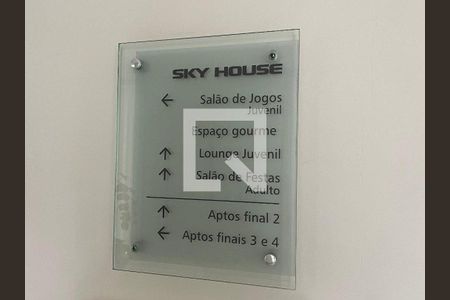 SKY HOUSE
← Salão de Jogos
Juvenil
Espaço gourme
↑ Lounge Juvenil
↑ Salão de Festas
Adulto
↑ Aptos final 2
← Aptos finais 3 e 4